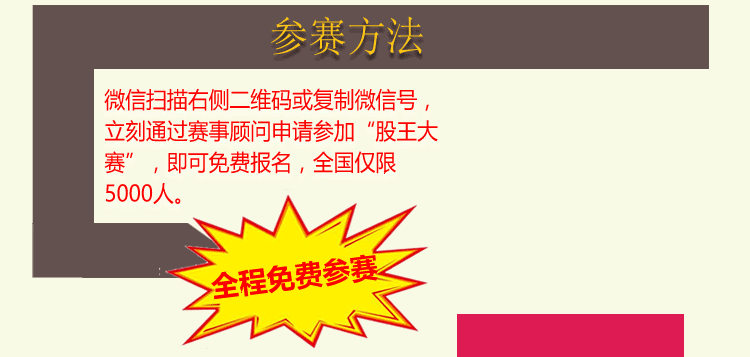 参赛方法
微信扫描右侧二维码或复制微信号，
立刻通过赛事顾问申请参加“股王大
赛”，即可免费报名，全国仅限
5000人。
全程免费参赛